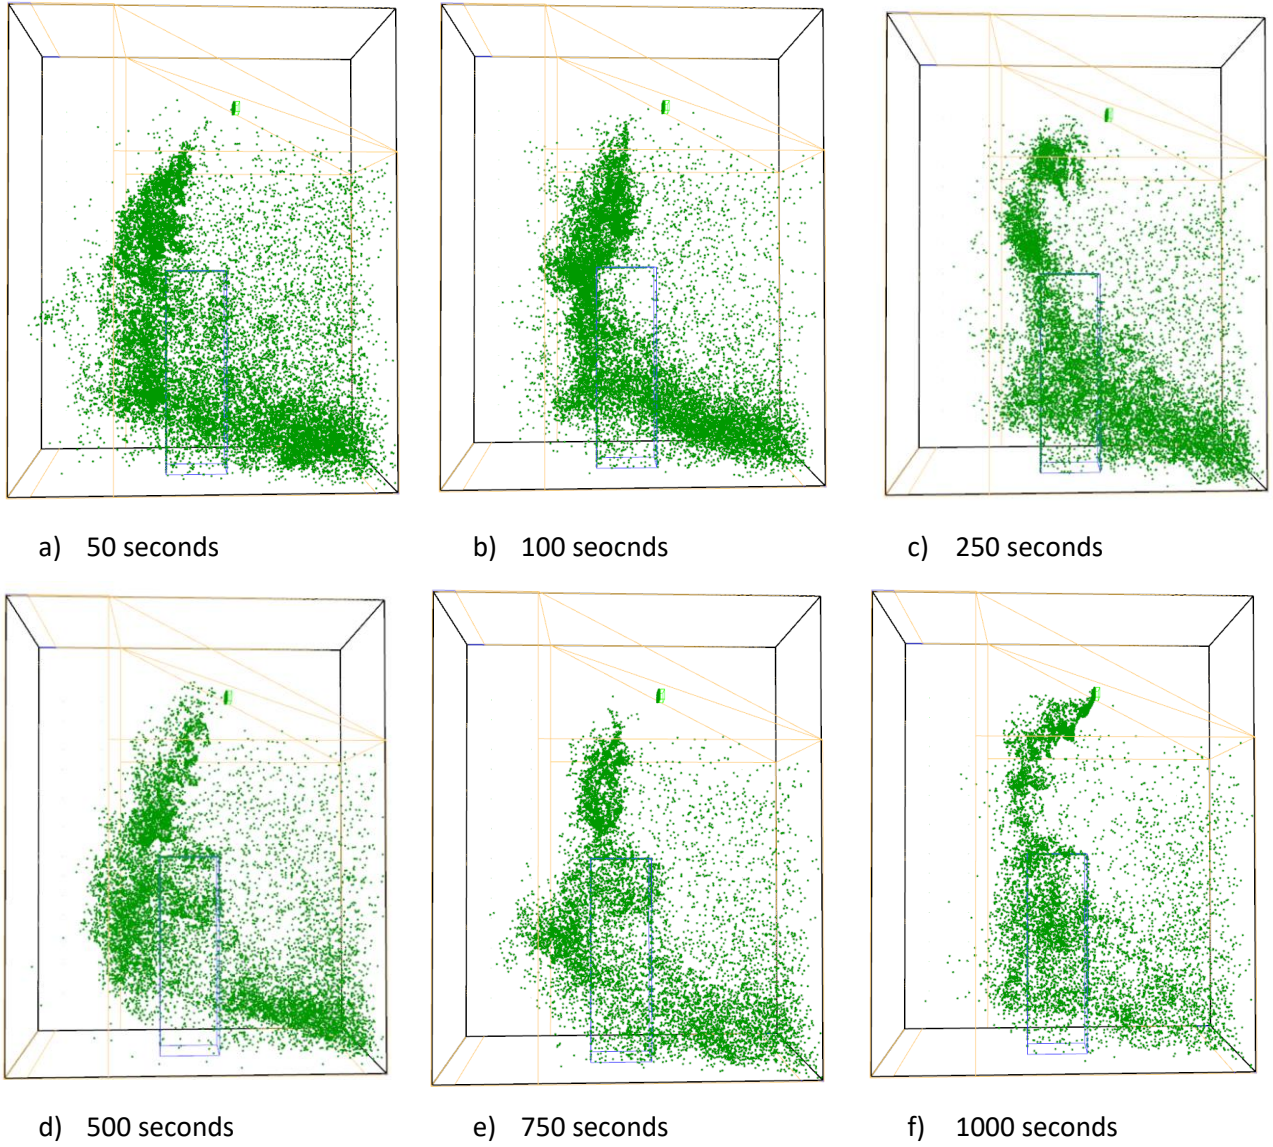 a) 50 seconds
b) 100 seocnds
c) 250 seconds
d) 500 seconds
e) 750 seconds
f) 1000 seconds